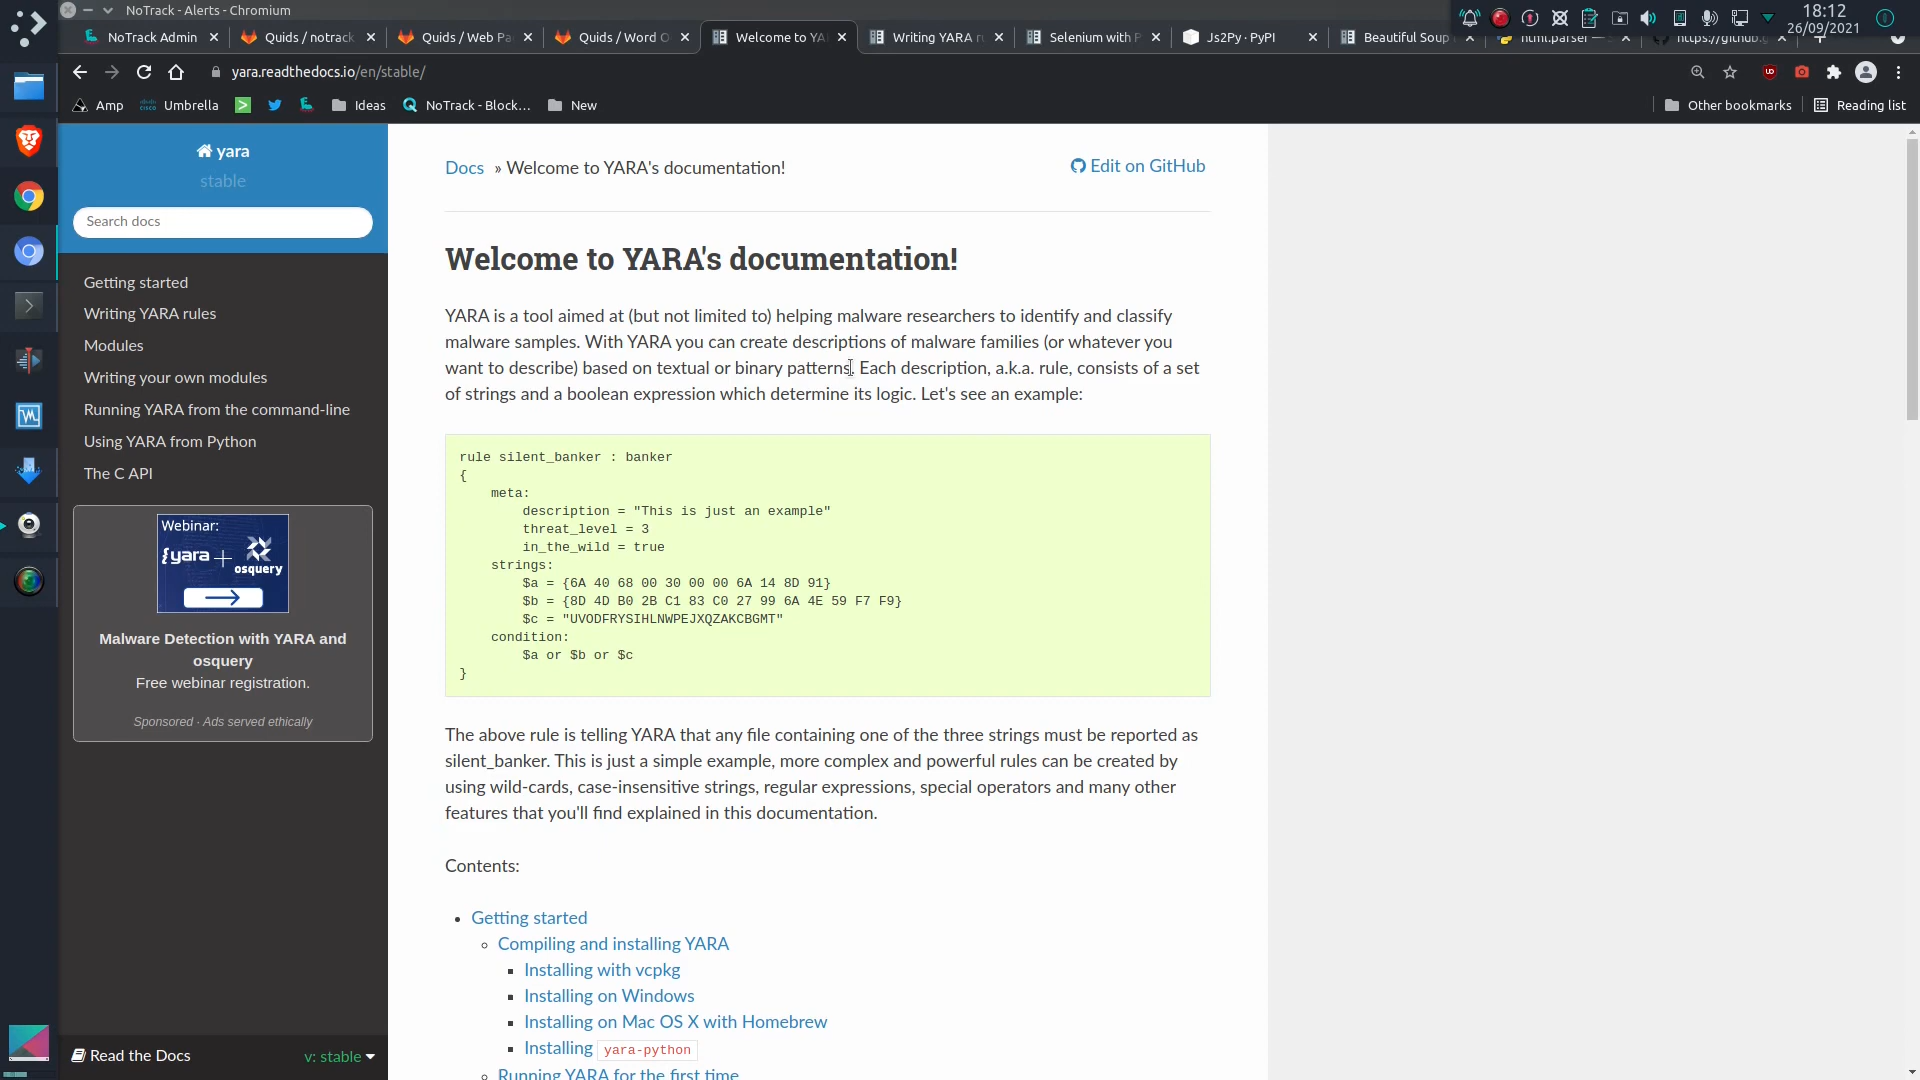 NoTrack - Alerts - Chromium
18:12
26/09/2021
NoTrack Admin
Quids / notrack
Quids / Web Pa
Quids / Word O
Welcome to YA
Writing YARA r
Selenium with P
Js2Py · PyPI
Beautiful Soup
html.parser —
https://github.
yara.readthedocs.io/en/stable/
Amp
Umbrella
Ideas
NoTrack - Block...
New
Other bookmarks
Reading list
yara
stable
Search docs
Getting started
Writing YARA rules
Modules
Writing your own modules
Running YARA from the command-line
Using YARA from Python
The C API
Webinar:
{yara +
osquery
Malware Detection with YARA and
osquery
Free webinar registration.
Sponsored · Ads served ethically
Read the Docs
v: stable
Docs » Welcome to YARA's documentation!
Edit on GitHub
Welcome to YARA's documentation!
YARA is a tool aimed at (but not limited to) helping malware researchers to identify and classify
malware samples. With YARA you can create descriptions of malware families (or whatever you
want to describe) based on textual or binary patterns. Each description, a.k.a. rule, consists of a set
of strings and a boolean expression which determine its logic. Let's see an example:
rule silent_banker : banker
{
meta:
description = "This is just an example"
threat_level = 3
in_the_wild = true
strings:
$a = {6A 40 68 00 30 00 00 6A 14 8D 91}
$b = {8D 4D B0 2B C1 83 C0 27 99 6A 4E 59 F7 F9}
$c = "UVODFRYSIHLNWPEJXQZAKCBGMT"
condition:
$a or $b or $c
}
The above rule is telling YARA that any file containing one of the three strings must be reported as
silent_banker. This is just a simple example, more complex and powerful rules can be created by
using wild-cards, case-insensitive strings, regular expressions, special operators and many other
features that you'll find explained in this documentation.
Contents:
Getting started
Compiling and installing YARA
Installing with vcpkg
Installing on Windows
Installing on Mac OS X with Homebrew
Installing yara-python
Running YARA for the first time